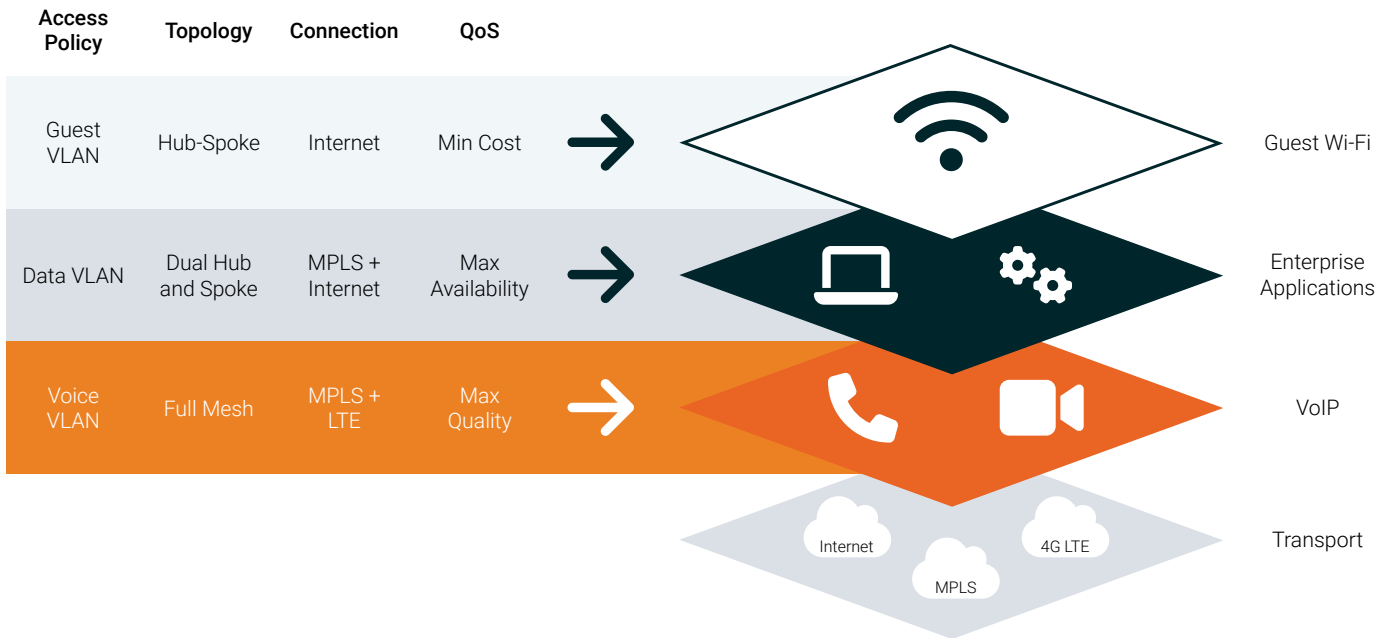 Access
Policy
Topology
Connection
QoS
Guest
VLAN
Hub-Spoke
Internet
Min Cost
Guest Wi-Fi
Data VLAN
Dual Hub
and Spoke
MPLS +
Internet
Max
Availability
Enterprise
Applications
Voice
VLAN
Full Mesh
MPLS +
LTE
Max
Quality
VoIP
Internet
MPLS
4G LTE
Transport